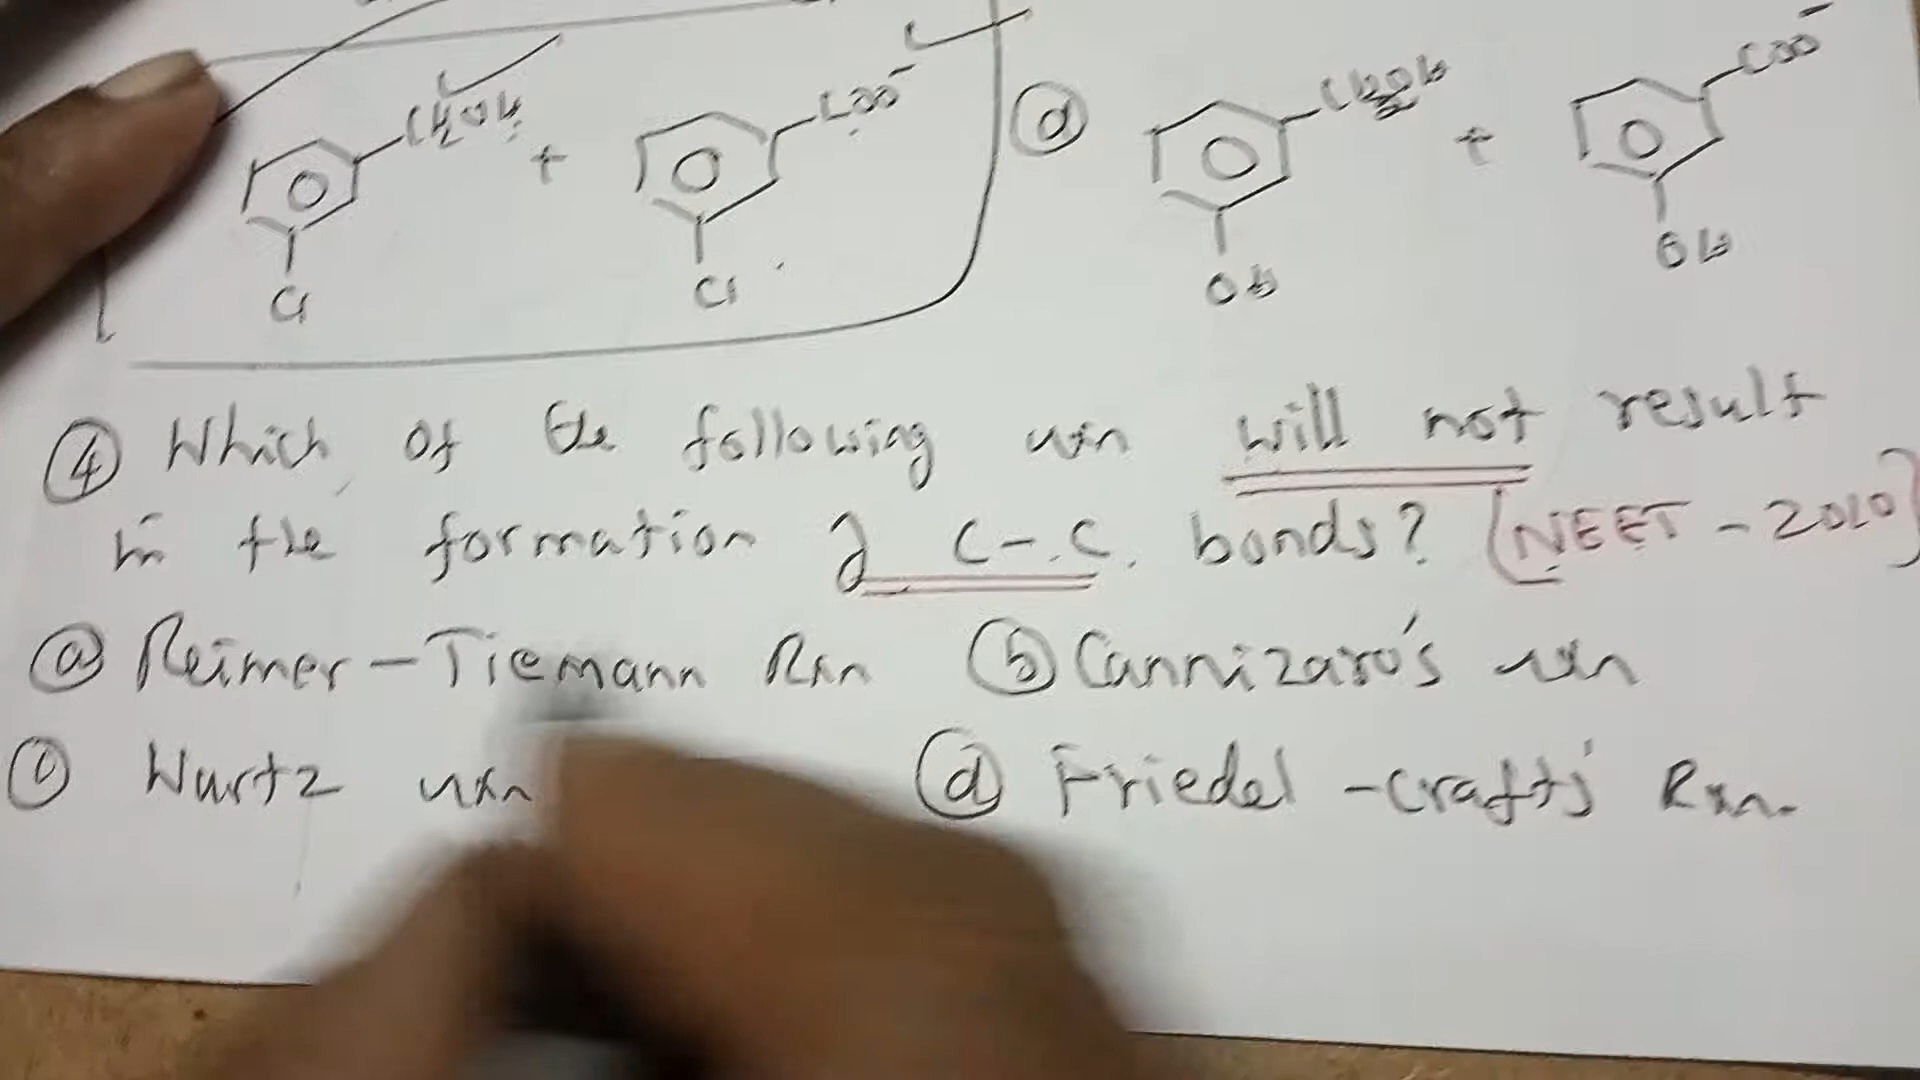 CH₂OH + COO⁻ (d) CH₂OH + COO⁻
Cl Cl OH OH
(4) Which of the following rxn will not result
in the formation of C-C bonds? [NEET-2010]
(a) Reimer-Tiemann Rxn (b) Cannizaro's rxn
(c) Wurtz rxn (d) Friedel-craft's Rxn.